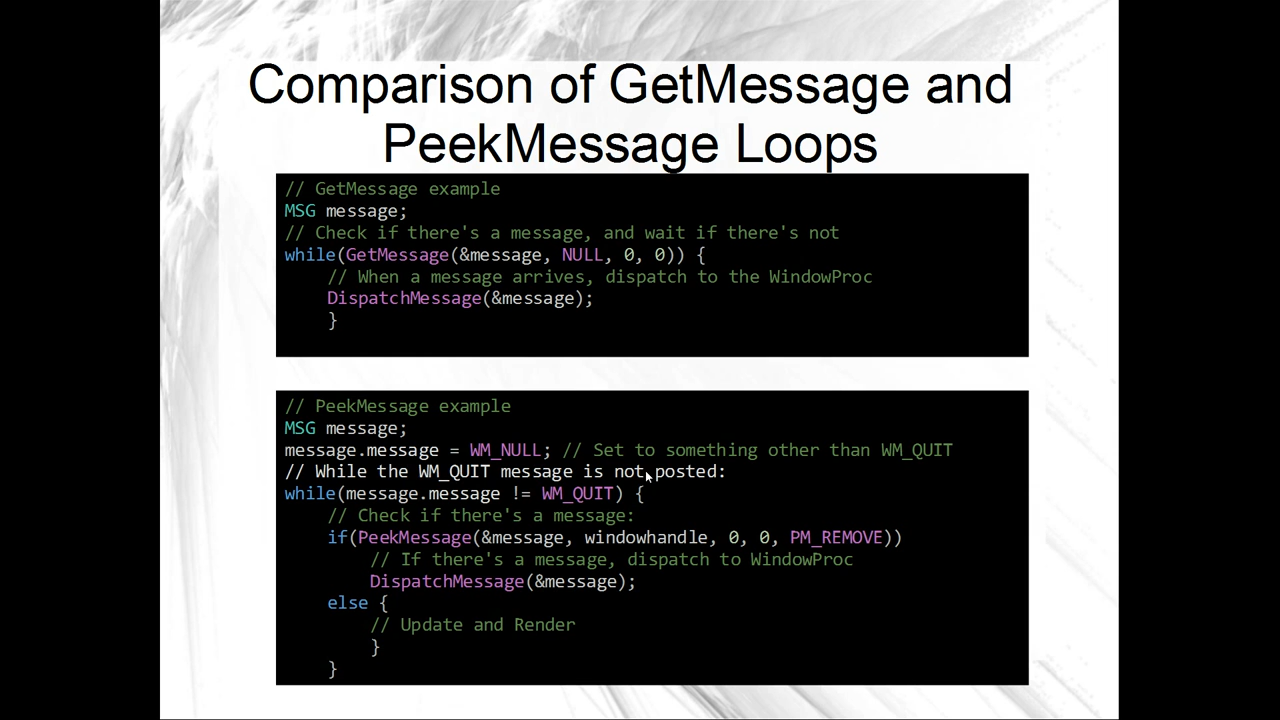 Comparison of GetMessage and
PeekMessage Loops
// GetMessage example
MSG message;
// Check if there's a message, and wait if there's not
while(GetMessage(&message, NULL, 0, 0)) {
// When a message arrives, dispatch to the WindowProc
DispatchMessage(&message);
}
// PeekMessage example
MSG message;
message.message = WM_NULL; // Set to something other than WM_QUIT
// While the WM_QUIT message is not posted:
while(message.message != WM_QUIT) {
// Check if there's a message:
if(PeekMessage(&message, windowhandle, 0, 0, PM_REMOVE))
// If there's a message, dispatch to WindowProc
DispatchMessage(&message);
else {
// Update and Render
}
}